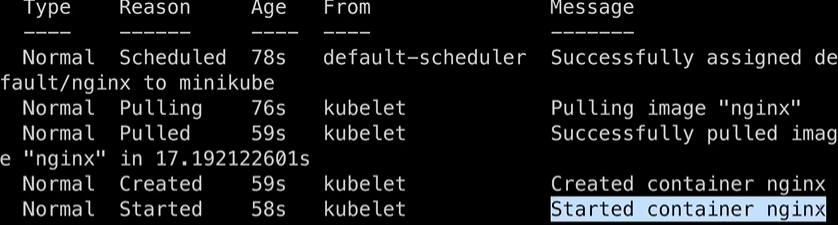 Type    Reason     Age   From               Message
----    ------     ----  ----               -------
Normal  Scheduled  78s   default-scheduler  Successfully assigned de
fault/nginx to minikube
Normal  Pulling    76s   kubelet            Pulling image "nginx"
Normal  Pulled     59s   kubelet            Successfully pulled imag
e "nginx" in 17.192122601s
Normal  Created    59s   kubelet            Created container nginx
Normal  Started    58s   kubelet            Started container nginx